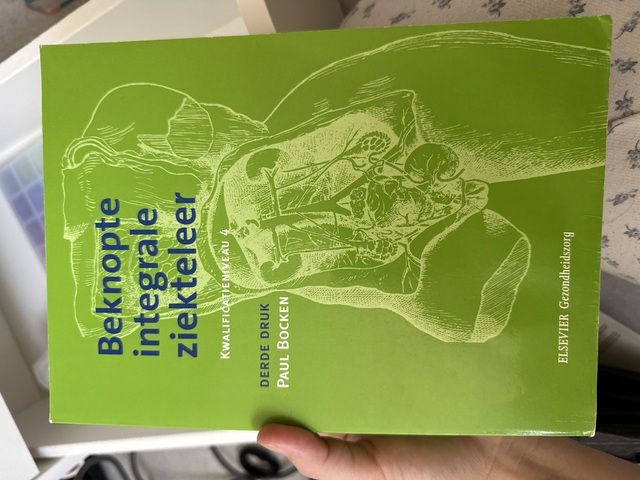 Beknopte
integrale
ziekteleer
KWALIFICATIENIVEAU 4
DERDE DRUK
PAUL BOCKEN
ELSEVIER Gezondheidszorg